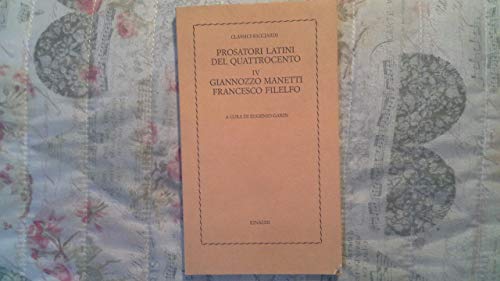 CLASSICI RICCIARDI
PROSATORI LATINI
DEL QUATTROCENTO
IV
GIANNOZZO MANETTI
FRANCESCO FILELFO
A CURA DI EUGENIO GARIN
EINAUDI